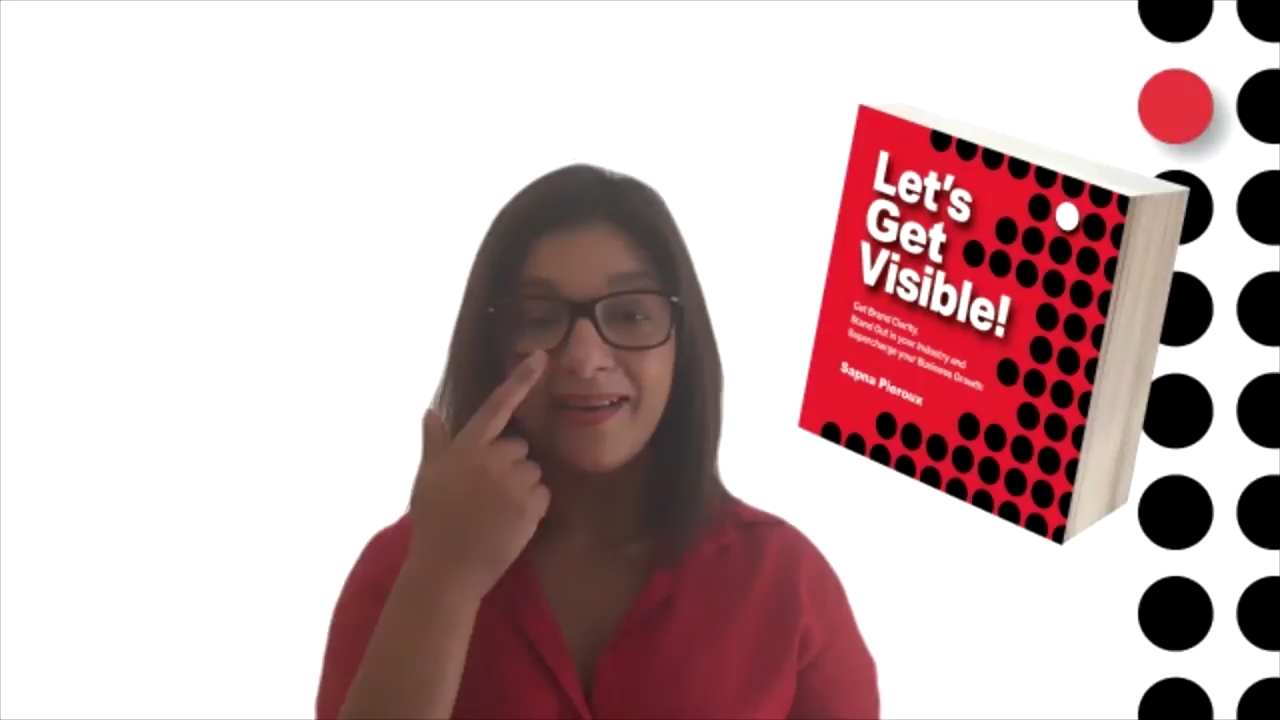 Let's
Get
Visible!
Get Brand Clarity,
Stand Out in your Industry and
Supercharge your Business Growth
Sapna Pieroux